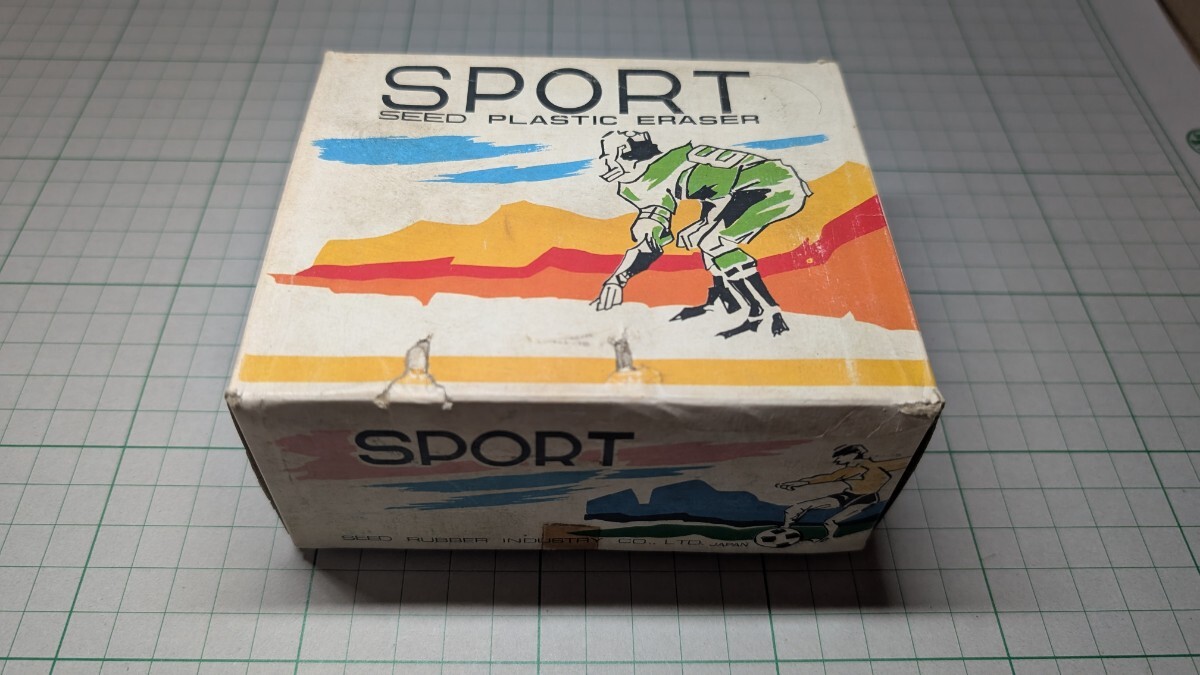 SPORT
SEED PLASTIC ERASER
SPORT
SEED RUBBER INDUSTRY CO., LTD. JAPAN